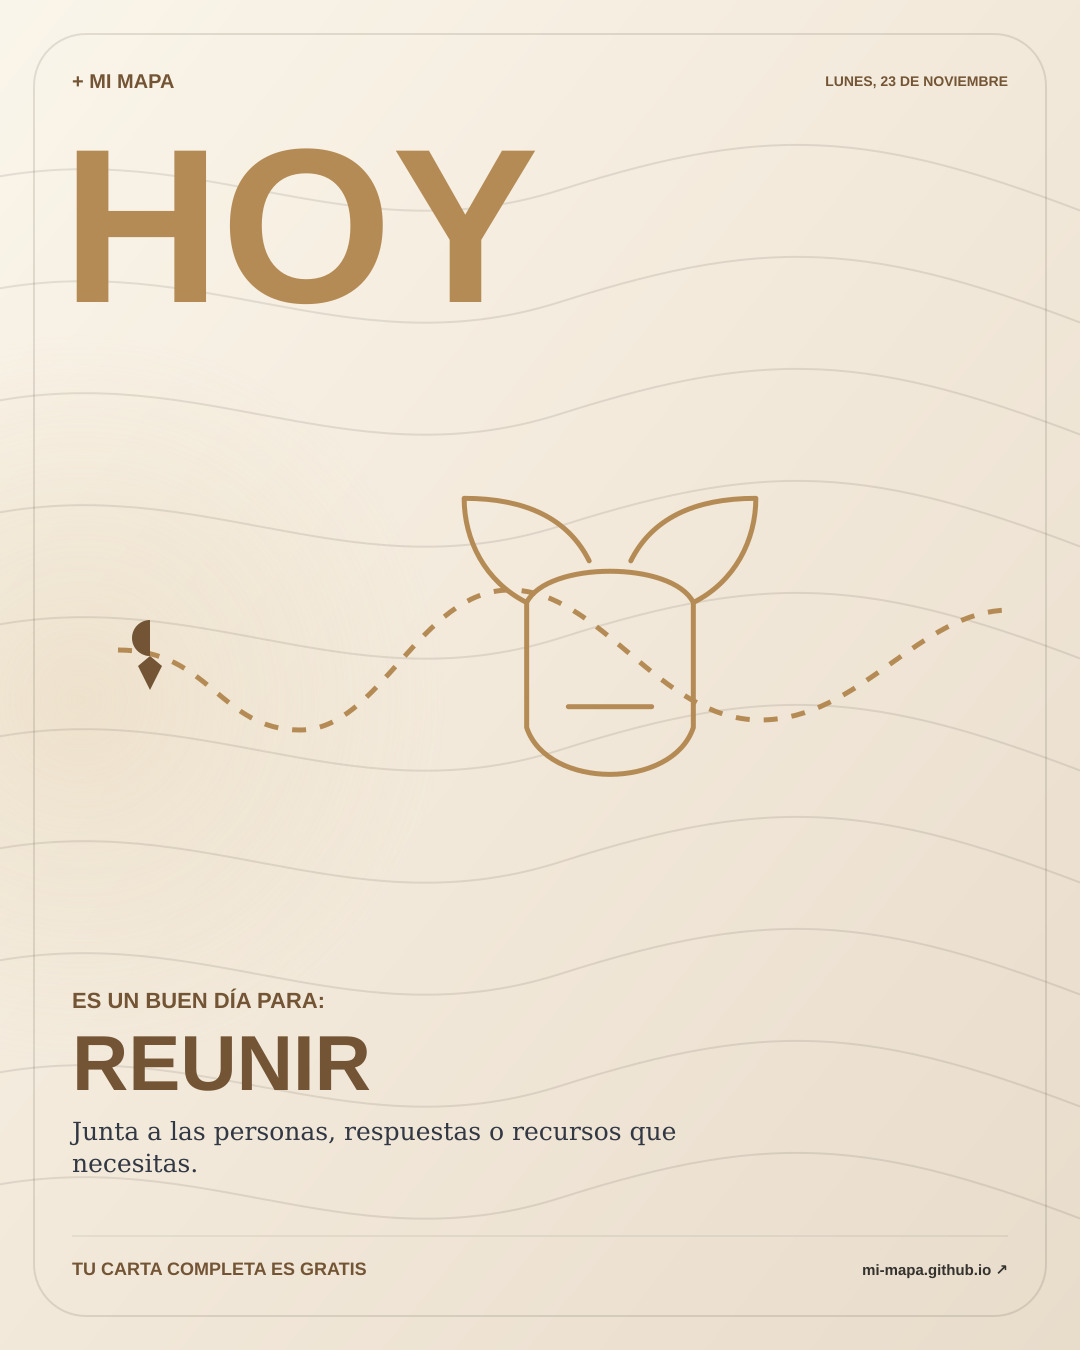 + MI MAPA
LUNES, 23 DE NOVIEMBRE
HOY
ES UN BUEN DÍA PARA:
REUNIR
Junta a las personas, respuestas o recursos que
necesitas.
TU CARTA COMPLETA ES GRATIS
mi-mapa.github.io ↗